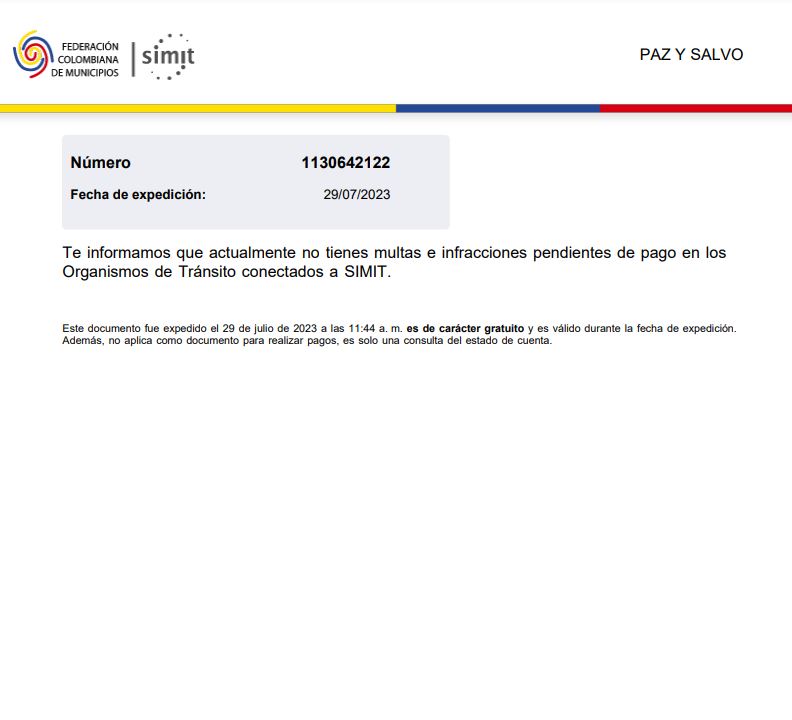 FEDERACIÓN
COLOMBIANA
DE MUNICIPIOS
simit
PAZ Y SALVO
Número 1130642122
Fecha de expedición: 29/07/2023
Te informamos que actualmente no tienes multas e infracciones pendientes de pago en los
Organismos de Tránsito conectados a SIMIT.
Este documento fue expedido el 29 de julio de 2023 a las 11:44 a. m. es de carácter gratuito y es válido durante la fecha de expedición.
Además, no aplica como documento para realizar pagos, es solo una consulta del estado de cuenta.